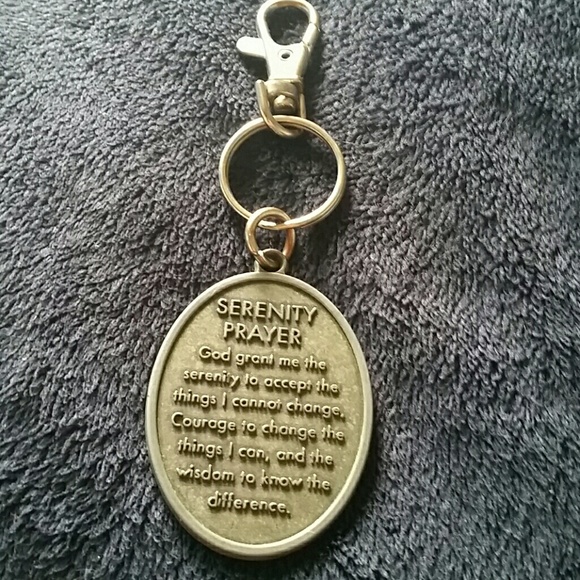 SERENITY
PRAYER
God grant me the
serenity to accept the
things I cannot change,
Courage to change the
things I can, and the
wisdom to know the
difference.